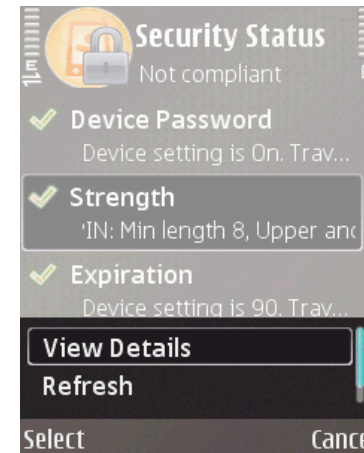 Security Status
Not compliant
Device Password
Device setting is On. Trav...
Strength
'IN: Min length 8, Upper and
Expiration
Device setting is 90. Trav...
View Details
Refresh
Select Cance